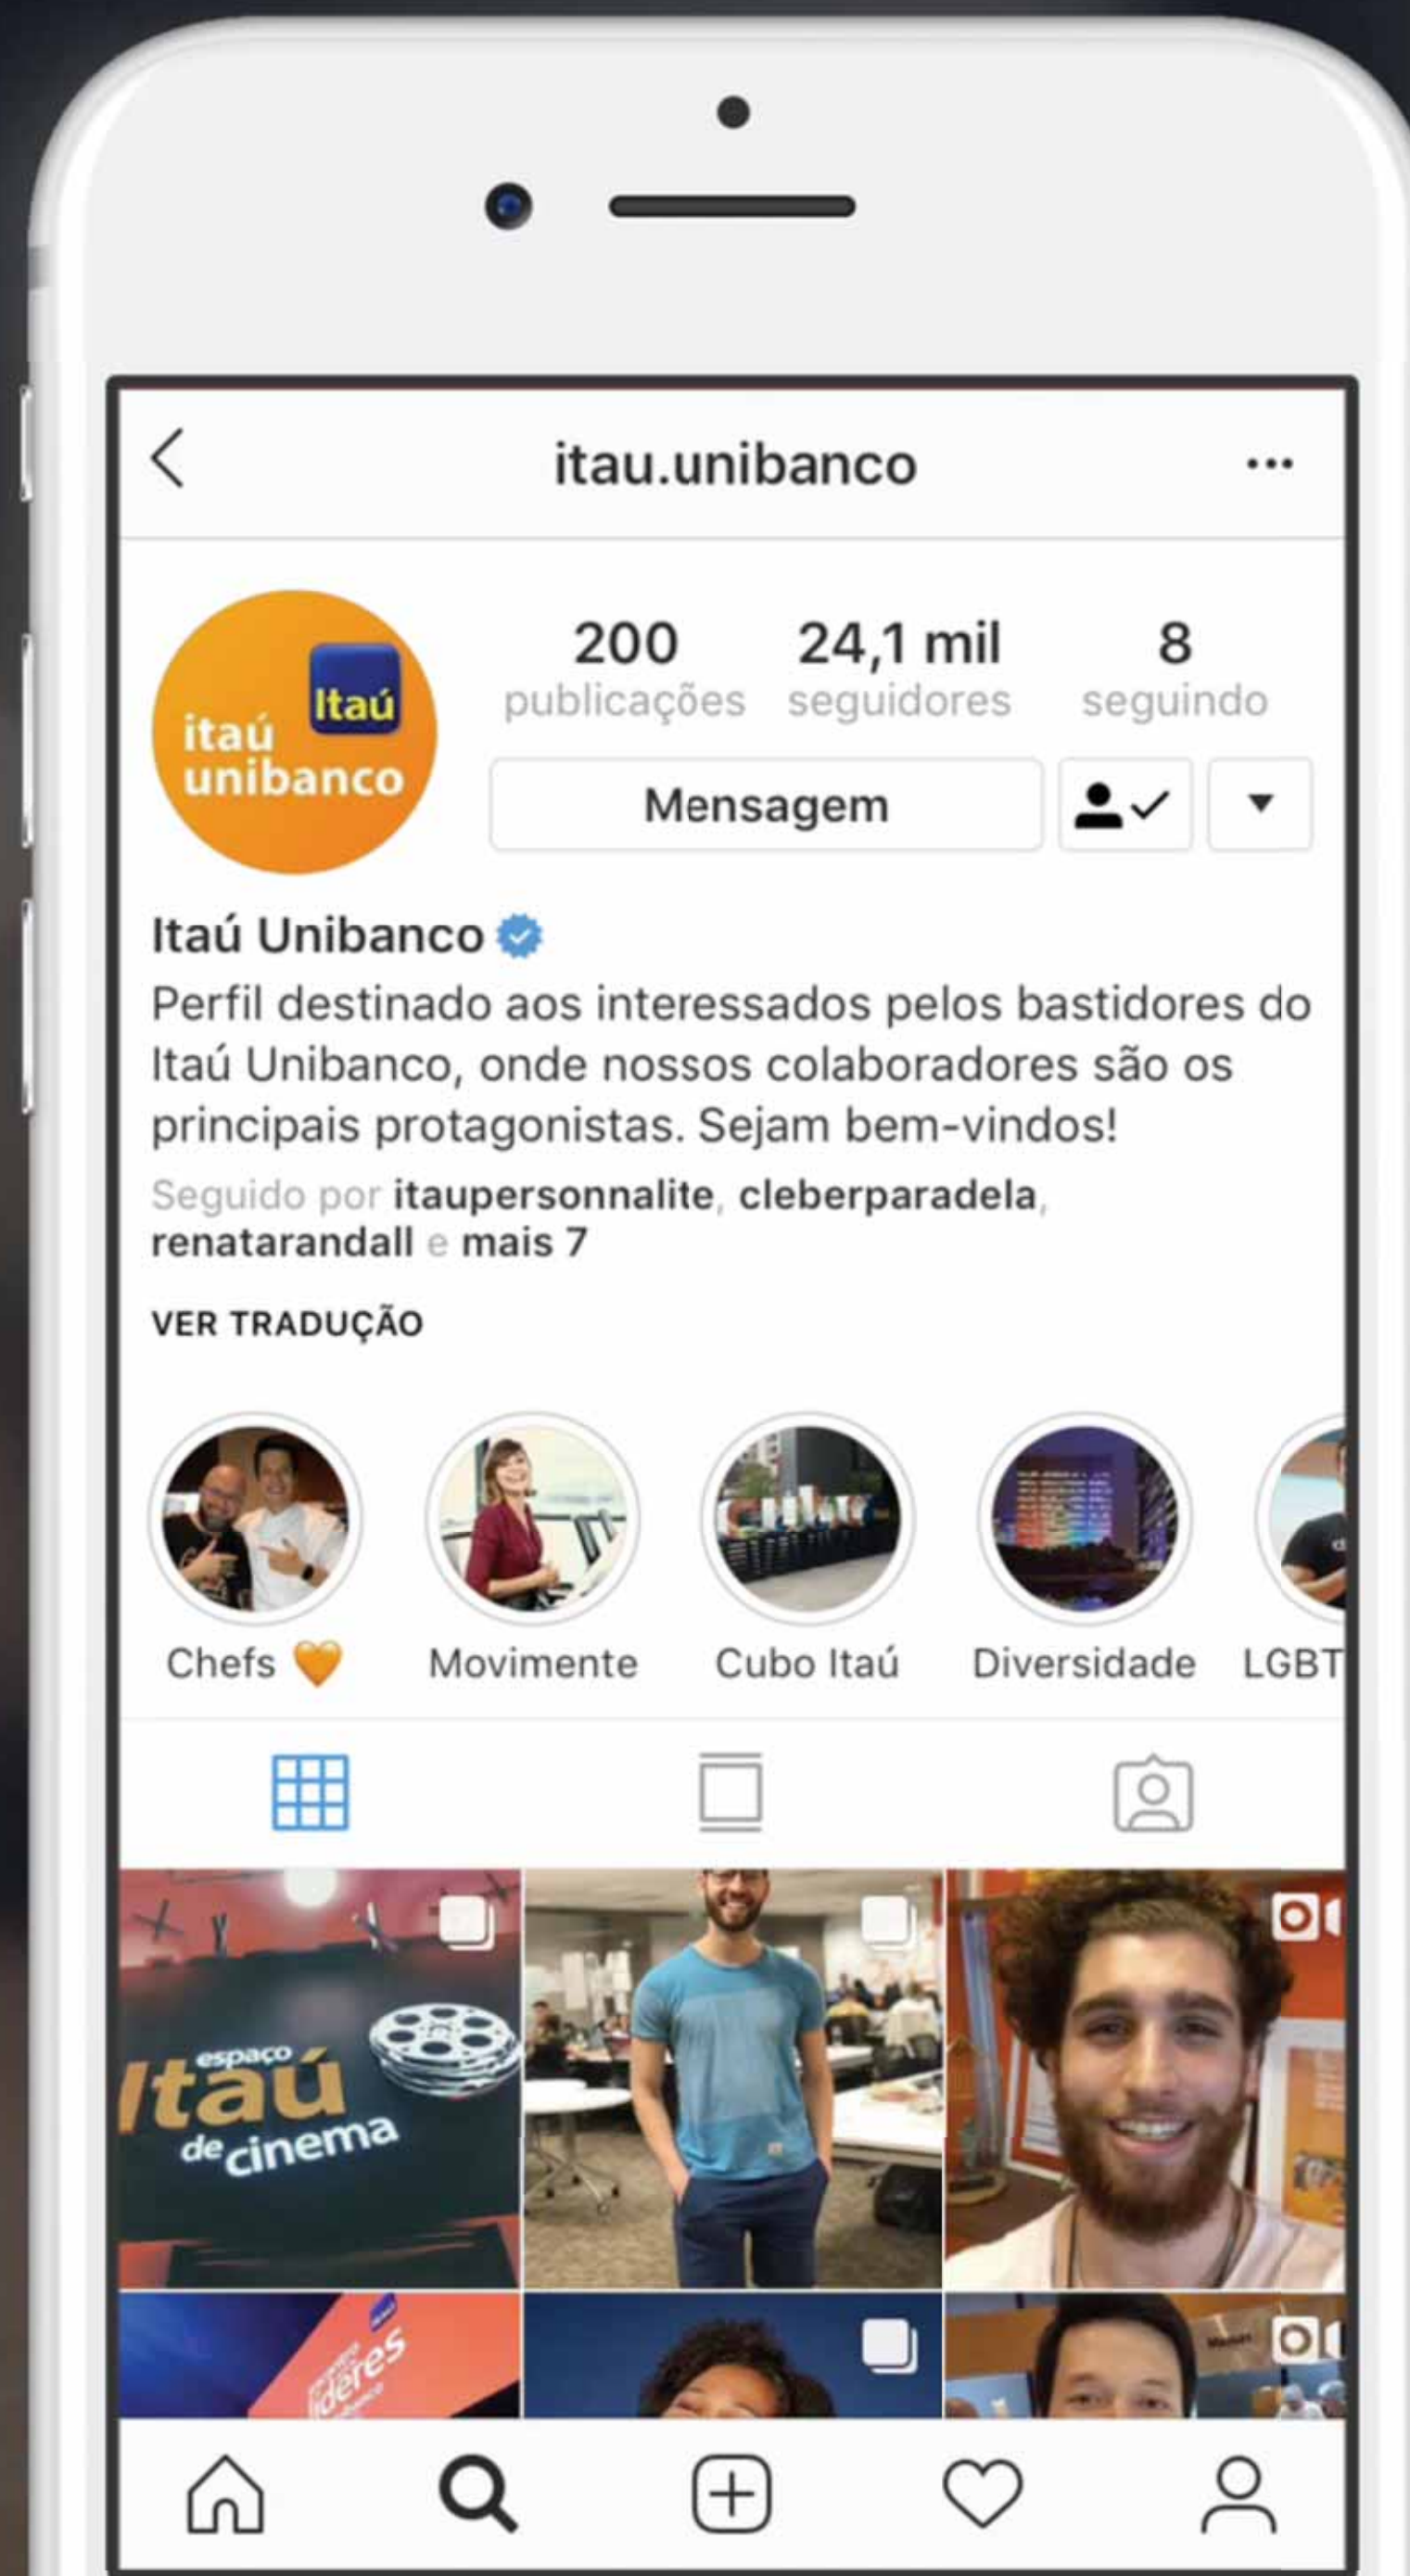 itau.unibanco
itaú
unibanco
Itaú
200
24,1 mil
8
publicações
seguidores
seguindo
Mensagem
Itaú Unibanco
Perfil destinado aos interessados pelos bastidores do
Itaú Unibanco, onde nossos colaboradores são os
principais protagonistas. Sejam bem-vindos!
Seguido por itaupersonnalite, cleberparadela,
renatarandall e mais 7
VER TRADUÇÃO
Chefs 🧡
Movimente
Cubo Itaú
Diversidade
LGBT
espaço
Itaú
de cinema